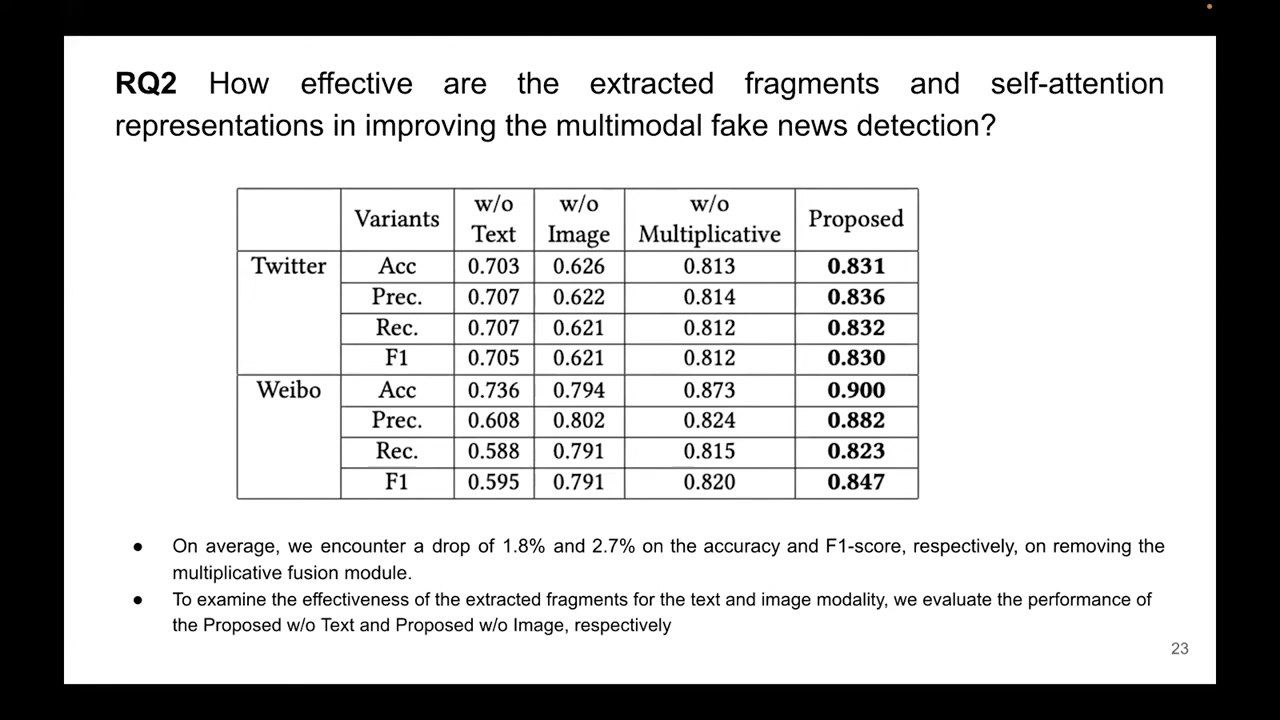 RQ2 How effective are the extracted fragments and self-attention
representations in improving the multimodal fake news detection?
Variants w/o Text w/o Image w/o Multiplicative Proposed
Twitter Acc 0.703 0.626 0.813 0.831
Prec. 0.707 0.622 0.814 0.836
Rec. 0.707 0.621 0.812 0.832
F1 0.705 0.621 0.812 0.830
Weibo Acc 0.736 0.794 0.873 0.900
Prec. 0.608 0.802 0.824 0.882
Rec. 0.588 0.791 0.815 0.823
F1 0.595 0.791 0.820 0.847
● On average, we encounter a drop of 1.8% and 2.7% on the accuracy and F1-score, respectively, on removing the
multiplicative fusion module.
● To examine the effectiveness of the extracted fragments for the text and image modality, we evaluate the performance of
the Proposed w/o Text and Proposed w/o Image, respectively
23